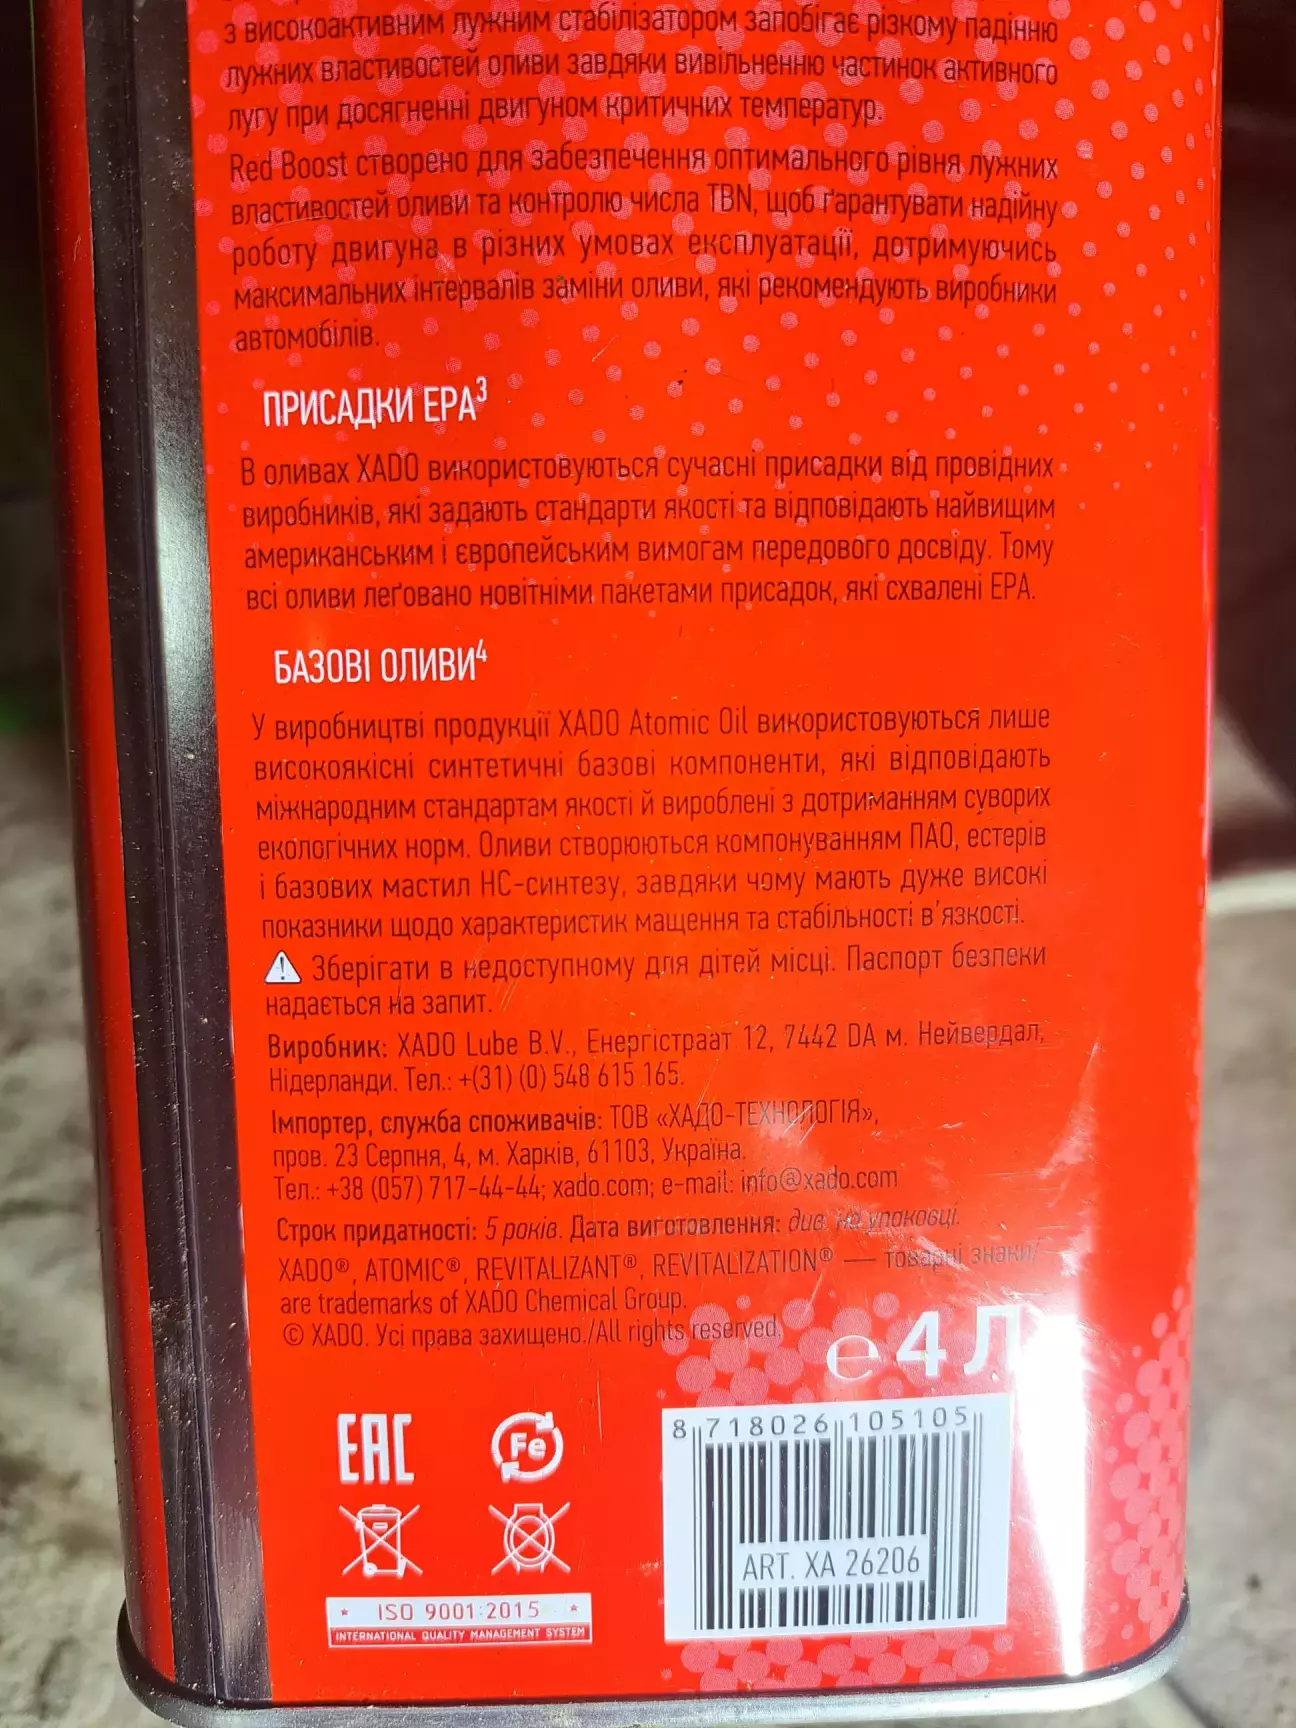 з високоактивним лужним стабілізатором запобігає різкому падінню
лужних властивостей оливи завдяки вивільненню частинок активного
лугу при досягненні двигуном критичних температур.
Red Boost створено для забезпечення оптимального рівня лужних
властивостей оливи та контролю числа TBN, щоб ґарантувати надійну
роботу двигуна в різних умовах експлуатації, дотримуючись
максимальних інтервалів заміни оливи, які рекомендують виробники
автомобілів.
ПРИСАДКИ EPA³
В оливах XADO використовуються сучасні присадки від провідних
виробників, які задають стандарти якості та відповідають найвищим
американським і європейським вимогам передового досвіду. Тому
всі оливи леґовано новітніми пакетами присадок, які схвалені EPA.
БАЗОВІ ОЛИВИ⁴
У виробництві продукції XADO Atomic Oil використовуються лише
високоякісні синтетичні базові компоненти, які відповідають
міжнародним стандартам якості й вироблені з дотриманням суворих
екологічних норм. Оливи створюються компонуванням ПАО, естерів
і базових мастил НС-синтезу, завдяки чому мають дуже високі
показники щодо характеристик мащення та стабільності в'язкості.
Зберігати в недоступному для дітей місці. Паспорт безпеки
надається на запит.
Виробник: XADO Lube B.V., Енергістраат 12, 7442 DA м. Нейвердал,
Нідерланди. Тел.: +(31) (0) 548 615 165.
Імпортер, служба споживачів: ТОВ «ХАДО-ТЕХНОЛОГІЯ»,
пров. 23 Серпня, 4, м. Харків, 61103, Україна.
Тел.: +38 (057) 717-44-44; xado.com; e-mail: info@xado.com
Строк придатності: 5 років. Дата виготовлення: див. на упаковці.
XADO®, ATOMIC®, REVITALIZANT®, REVITALIZATION® — товарні знаки/
are trademarks of XADO Chemical Group.
© XADO. Усі права захищено./All rights reserved.
℮ 4 Л
8 718026 105105
ART. XA 26206
EAC
Fe
ISO 9001:2015
INTERNATIONAL QUALITY MANAGEMENT SYSTEM